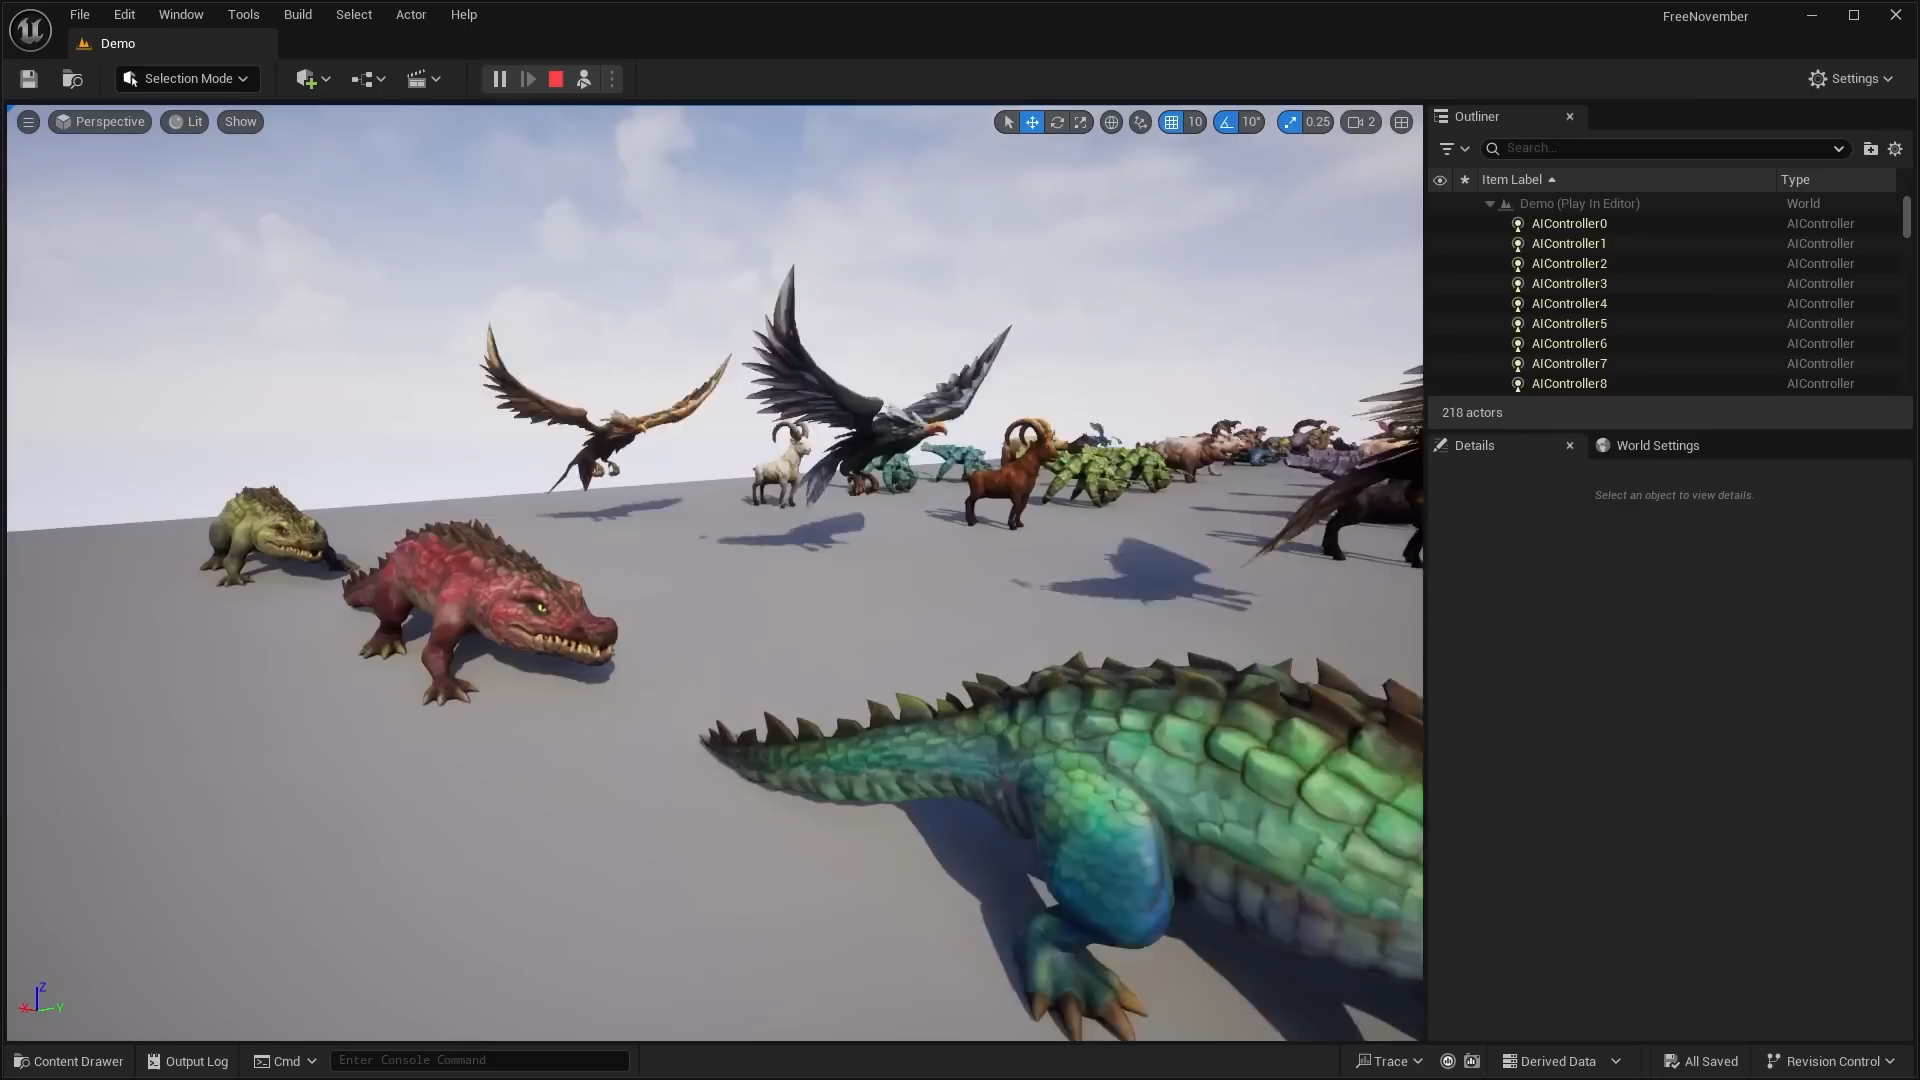 File Edit Window Tools Build Select Actor Help
FreeNovember
Demo
Selection Mode
Settings
Perspective Lit Show
10 10° 0.25 2
Outliner
Search...
Item Label Type
Demo (Play In Editor) World
AIController0 AIController
AIController1 AIController
AIController2 AIController
AIController3 AIController
AIController4 AIController
AIController5 AIController
AIController6 AIController
AIController7 AIController
AIController8 AIController
218 actors
Details World Settings
Select an object to view details.
Z
X Y
Content Drawer Output Log Cmd Enter Console Command Trace Derived Data All Saved Revision Control